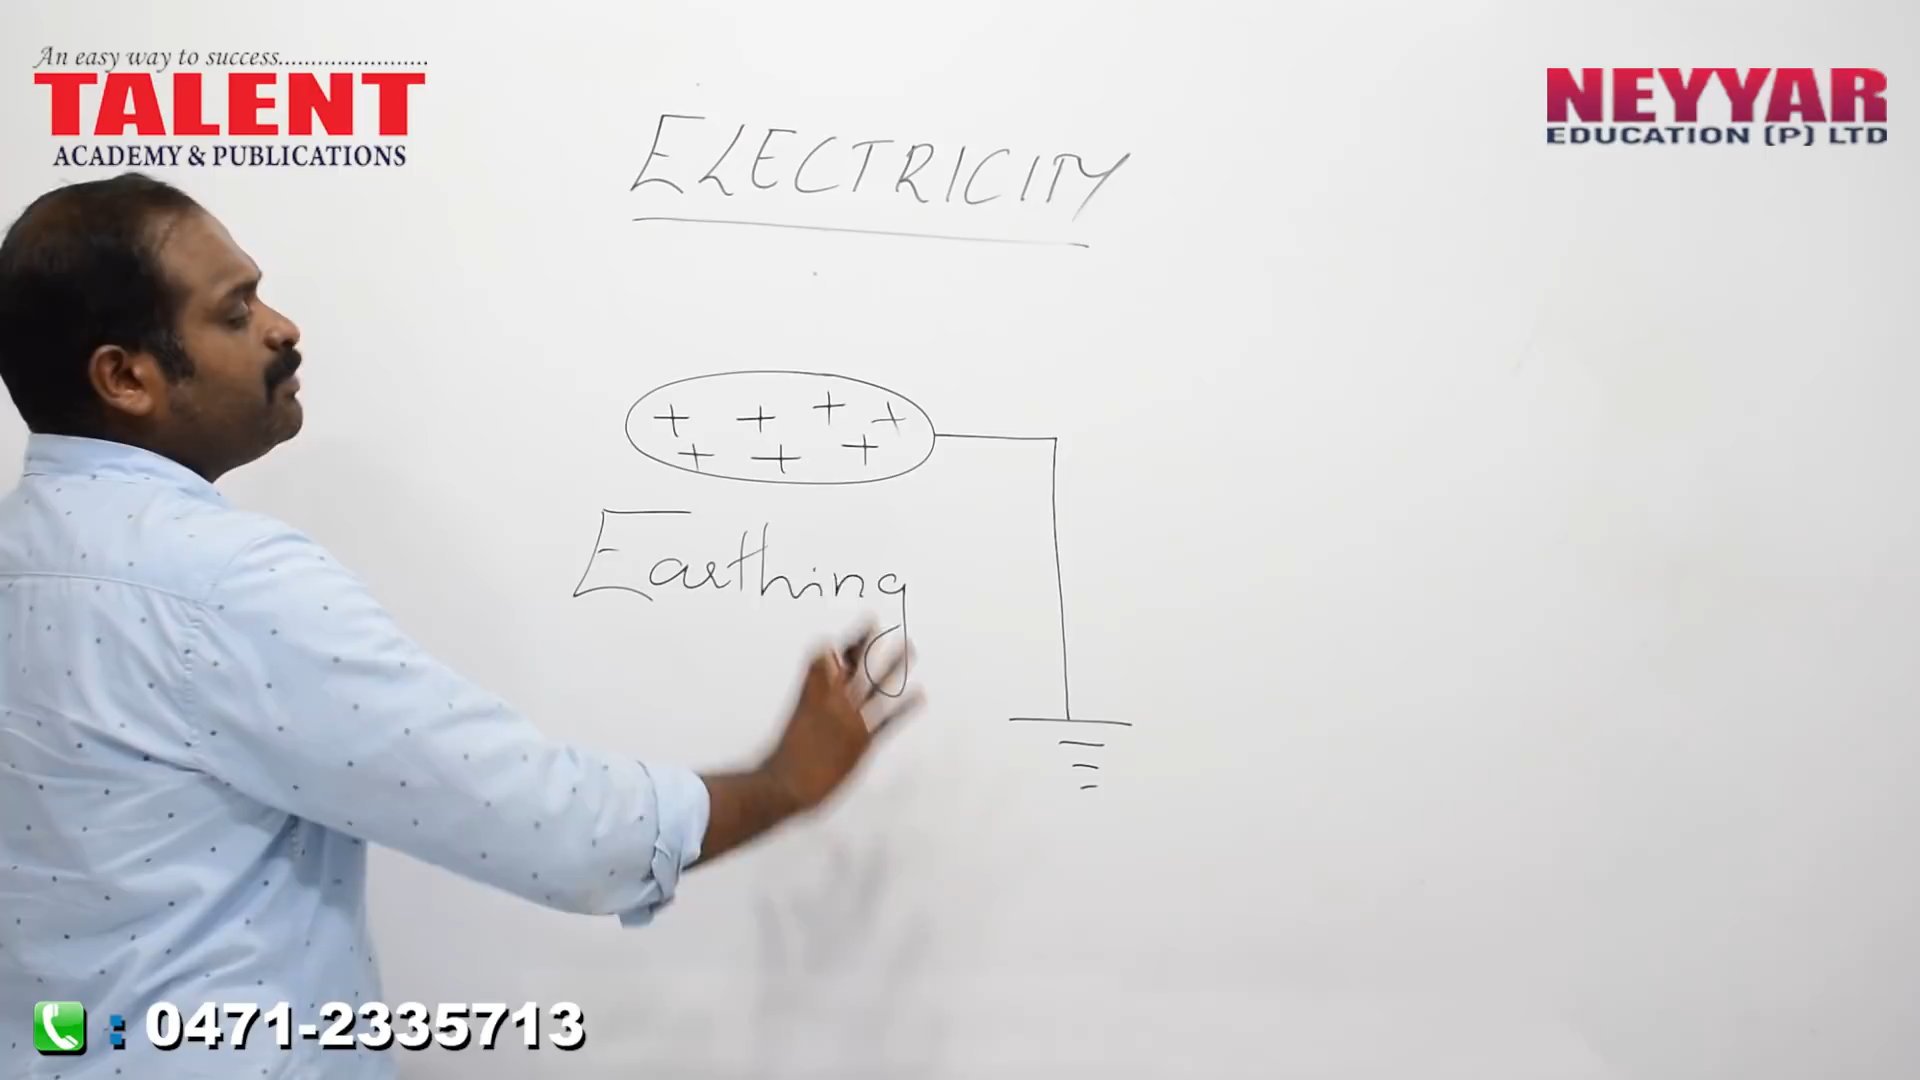 An easy way to success.......................
TALENT
ACADEMY & PUBLICATIONS
NEYYAR
EDUCATION (P) LTD
ELECTRICITY
+ + + +
+ + +
Earthing
: 0471-2335713